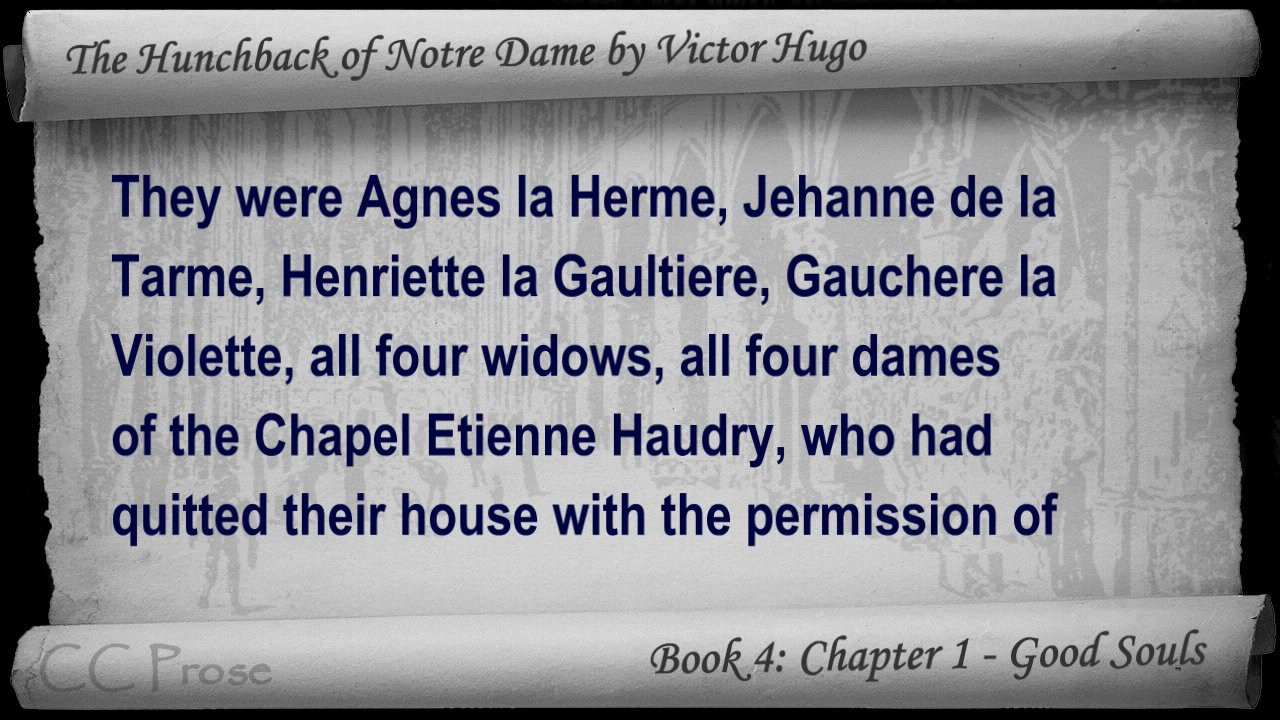 The Hunchback of Notre Dame by Victor Hugo
They were Agnes la Herme, Jehanne de la
Tarme, Henriette la Gaultiere, Gauchere la
Violette, all four widows, all four dames
of the Chapel Etienne Haudry, who had
quitted their house with the permission of
CC Prose
Book 4: Chapter 1 - Good Souls